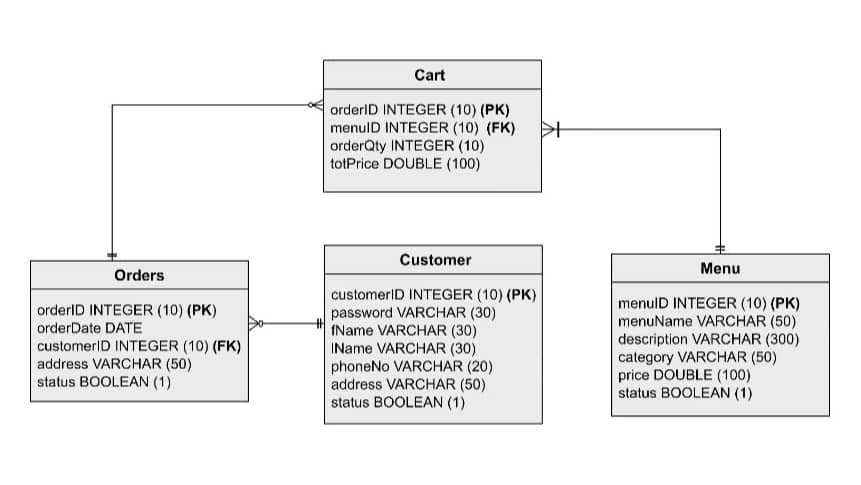 Cart
orderID INTEGER (10) (PK)
menuID INTEGER (10) (FK)
orderQty INTEGER (10)
totPrice DOUBLE (100)
Orders
orderID INTEGER (10) (PK)
orderDate DATE
customerID INTEGER (10) (FK)
address VARCHAR (50)
status BOOLEAN (1)
Customer
customerID INTEGER (10) (PK)
password VARCHAR (30)
fName VARCHAR (30)
lName VARCHAR (30)
phoneNo VARCHAR (20)
address VARCHAR (50)
status BOOLEAN (1)
Menu
menuID INTEGER (10) (PK)
menuName VARCHAR (50)
description VARCHAR (300)
category VARCHAR (50)
price DOUBLE (100)
status BOOLEAN (1)